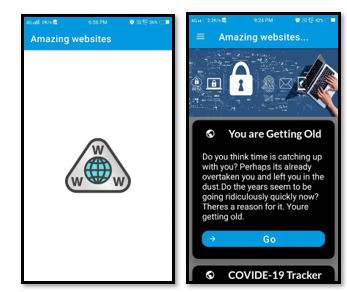 6:56 PM
Amazing websites
W
W W
9:24 PM
Amazing websites...
You are Getting Old
Do you think time is catching up
with you? Perhaps its already
overtaken you and left you in the
dust.Do the years seem to be
going ridiculously quickly now?
Theres a reason for it. Youre
getting old.
Go
COVIDE-19 Tracker